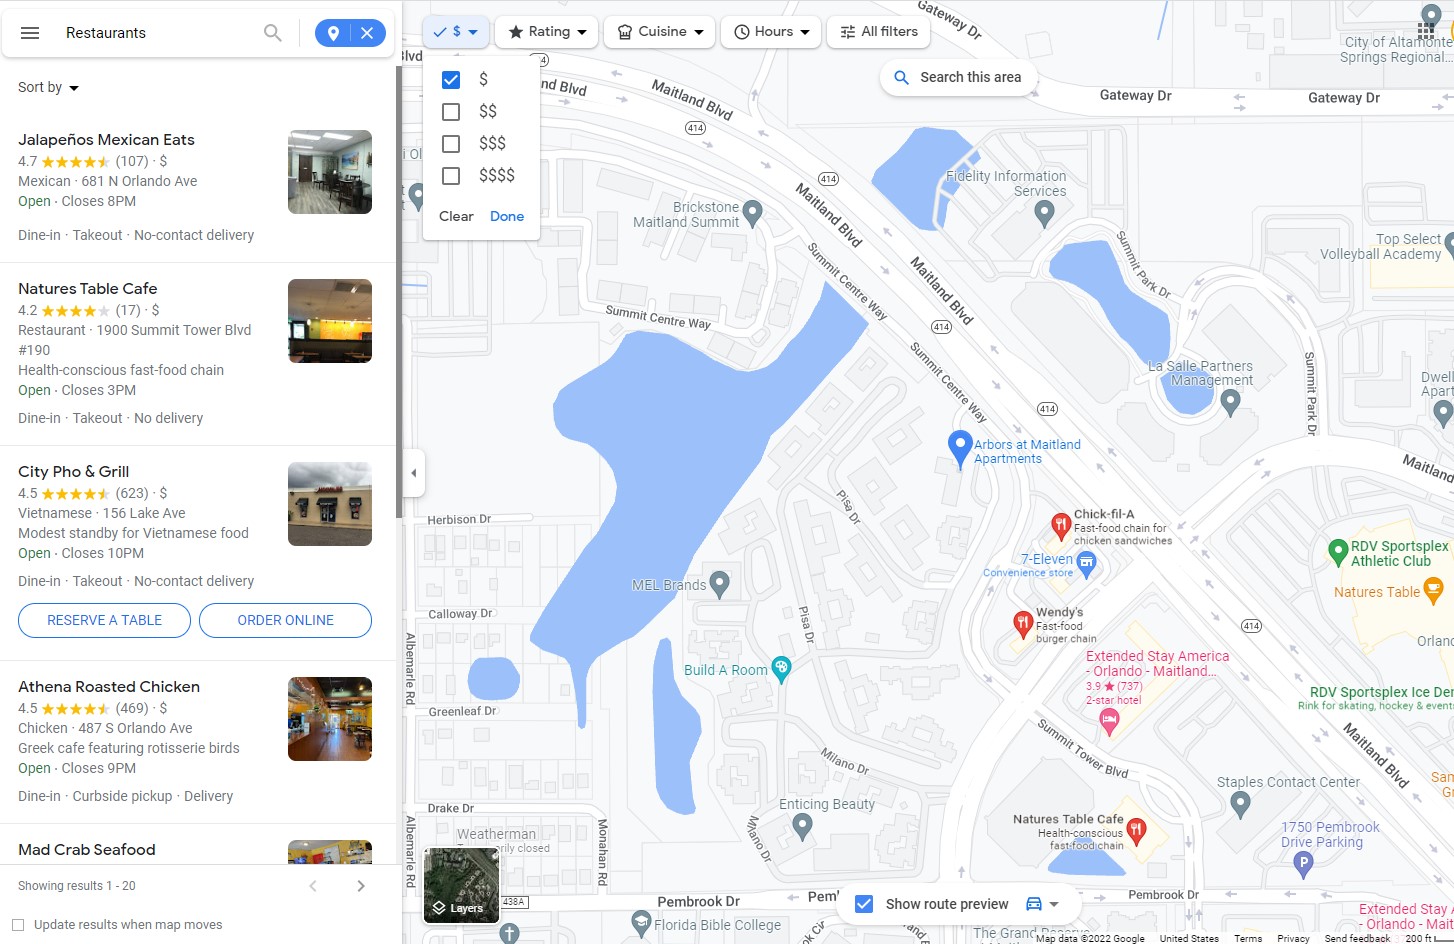 Restaurants
$
Rating
Cuisine
Hours
All filters
Sort by
$
$$
$$$
$$$$
Clear
Done
Search this area
Jalapeños Mexican Eats
4.7 (107) · $
Mexican · 681 N Orlando Ave
Open · Closes 8PM
Dine-in · Takeout · No-contact delivery
Natures Table Cafe
4.2 (17) · $
Restaurant · 1900 Summit Tower Blvd
#190
Health-conscious fast-food chain
Open · Closes 3PM
Dine-in · Takeout · No delivery
City Pho & Grill
4.5 (623) · $
Vietnamese · 156 Lake Ave
Modest standby for Vietnamese food
Open · Closes 10PM
Dine-in · Takeout · No-contact delivery
RESERVE A TABLE
ORDER ONLINE
Athena Roasted Chicken
4.5 (469) · $
Chicken · 487 S Orlando Ave
Greek cafe featuring rotisserie birds
Open · Closes 9PM
Dine-in · Curbside pickup · Delivery
Mad Crab Seafood
Showing results 1 - 20
Update results when map moves
Gateway Dr
City of Altamonte
Springs Regional...
Gateway Dr
Gateway Dr
Blvd
nd Blvd
Maitland Blvd
414
414
Maitland Blvd
Fidelity Information
Services
Brickstone
Maitland Summit
Top Select
Volleyball Academy
Summit Park Dr
Summit Centre Way
Maitland Blvd
Summit Centre Way
414
Summit Centre Way
La Salle Partners
Management
Summit Park Dr
Dwell
Apart
414
Arbors at Maitland
Apartments
Maitland
Pisa Dr
Herbison Dr
Chick-fil-A
Fast-food chain for
chicken sandwiches
7-Eleven
Convenience store
RDV Sportsplex
Athletic Club
Natures Table
MEL Brands
Calloway Dr
Pisa Dr
Wendy's
Fast-food
burger chain
414
Orlando
Albemarle Rd
Build A Room
Extended Stay America
- Orlando - Maitland...
3.9 (737)
2-star hotel
RDV Sportsplex Ice Den
Rink for skating, hockey & events
Greenleaf Dr
Summit Tower Blvd
Maitland Blvd
Milano Dr
Staples Contact Center
Sam
Drake Dr
Enticing Beauty
Natures Table Cafe
Health-conscious
fast-food chain
1750 Pembrook
Drive Parking
Weatherman
Albemarle Rd
Monahan Rd
Milano Dr
Layers
438A
Pembrook Dr
Show route preview
Pembrook Dr
Florida Bible College
The Grand Reserve
Extended Stay A
- Orlando - Mait
Map data ©2022 Google
United States
Terms
Privacy
Send feedback
200 ft